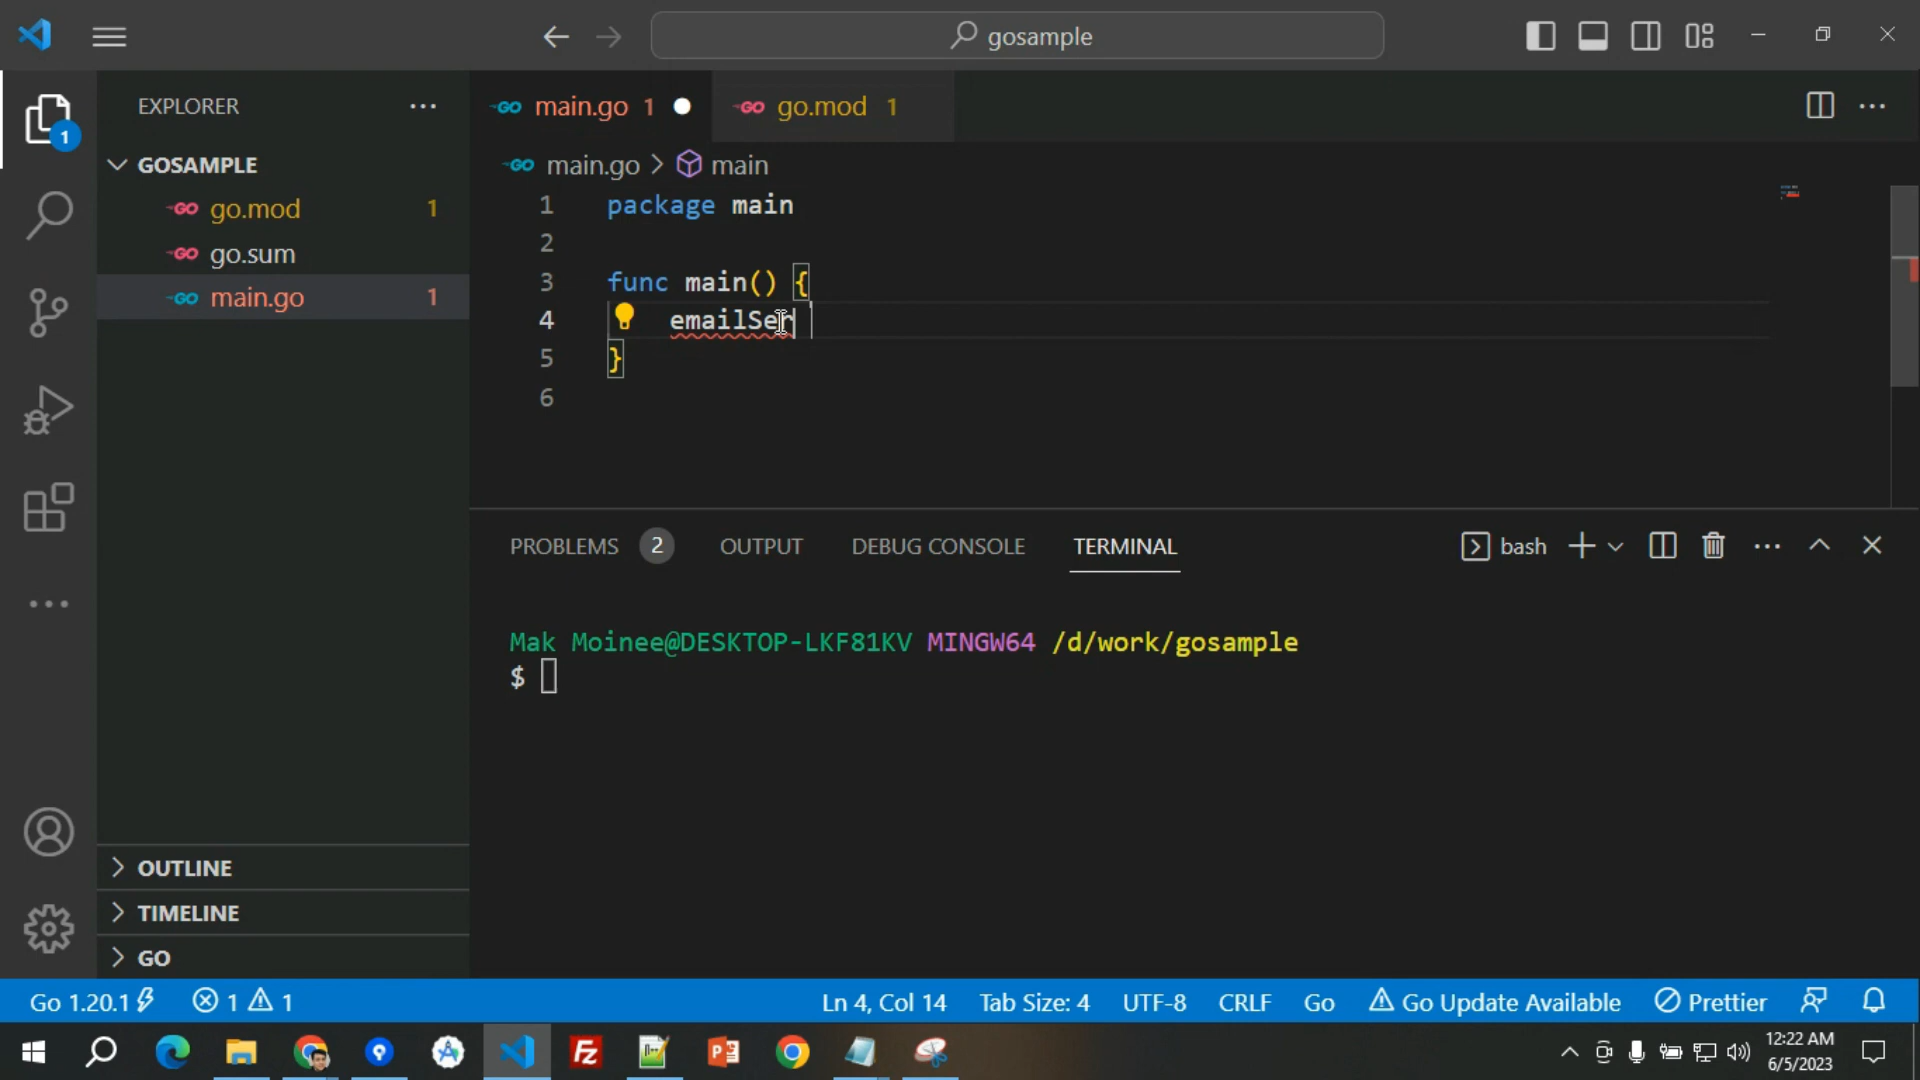 gosample
EXPLORER
GOSAMPLE
go.mod 1
go.sum
main.go 1
OUTLINE
TIMELINE
GO
1
main.go 1
go.mod 1
main.go > main
1 package main
2
3 func main() {
4 emailSer
5 }
6
PROBLEMS 2 OUTPUT DEBUG CONSOLE TERMINAL
bash
Mak Moinee@DESKTOP-LKF81KV MINGW64 /d/work/gosample
$
Go 1.20.1 1 1 Ln 4, Col 14 Tab Size: 4 UTF-8 CRLF Go Go Update Available Prettier
12:22 AM
6/5/2023